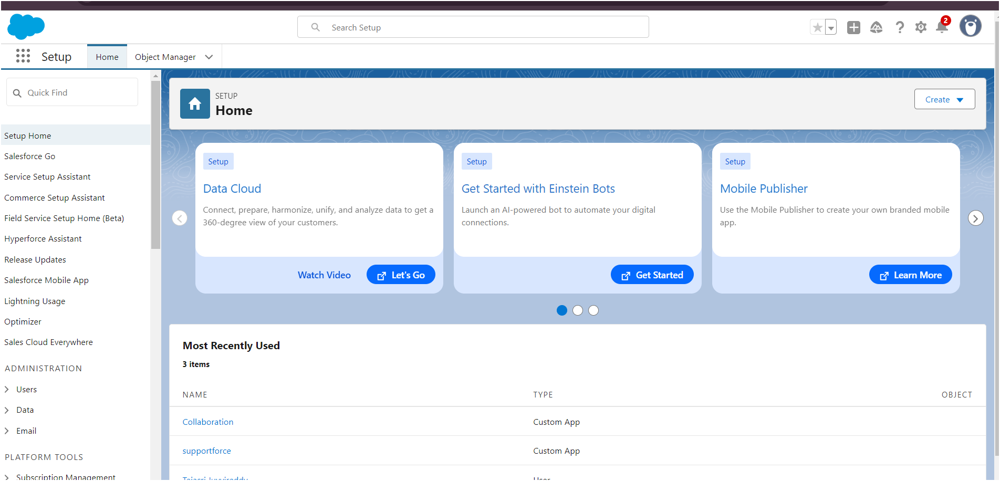 Search Setup
2
Setup
Home
Object Manager
Quick Find
Setup Home
Salesforce Go
Service Setup Assistant
Commerce Setup Assistant
Field Service Setup Home (Beta)
Hyperforce Assistant
Release Updates
Salesforce Mobile App
Lightning Usage
Optimizer
Sales Cloud Everywhere
ADMINISTRATION
Users
Data
Email
PLATFORM TOOLS
Subscription Management
SETUP
Home
Create
Setup
Data Cloud
Connect, prepare, harmonize, unify, and analyze data to get a
360-degree view of your customers.
Watch Video
Let's Go
Setup
Get Started with Einstein Bots
Launch an AI-powered bot to automate your digital
connections.
Get Started
Setup
Mobile Publisher
Use the Mobile Publisher to create your own branded mobile
app.
Learn More
Most Recently Used
3 items
NAME TYPE OBJECT
Collaboration Custom App
supportforce Custom App
User